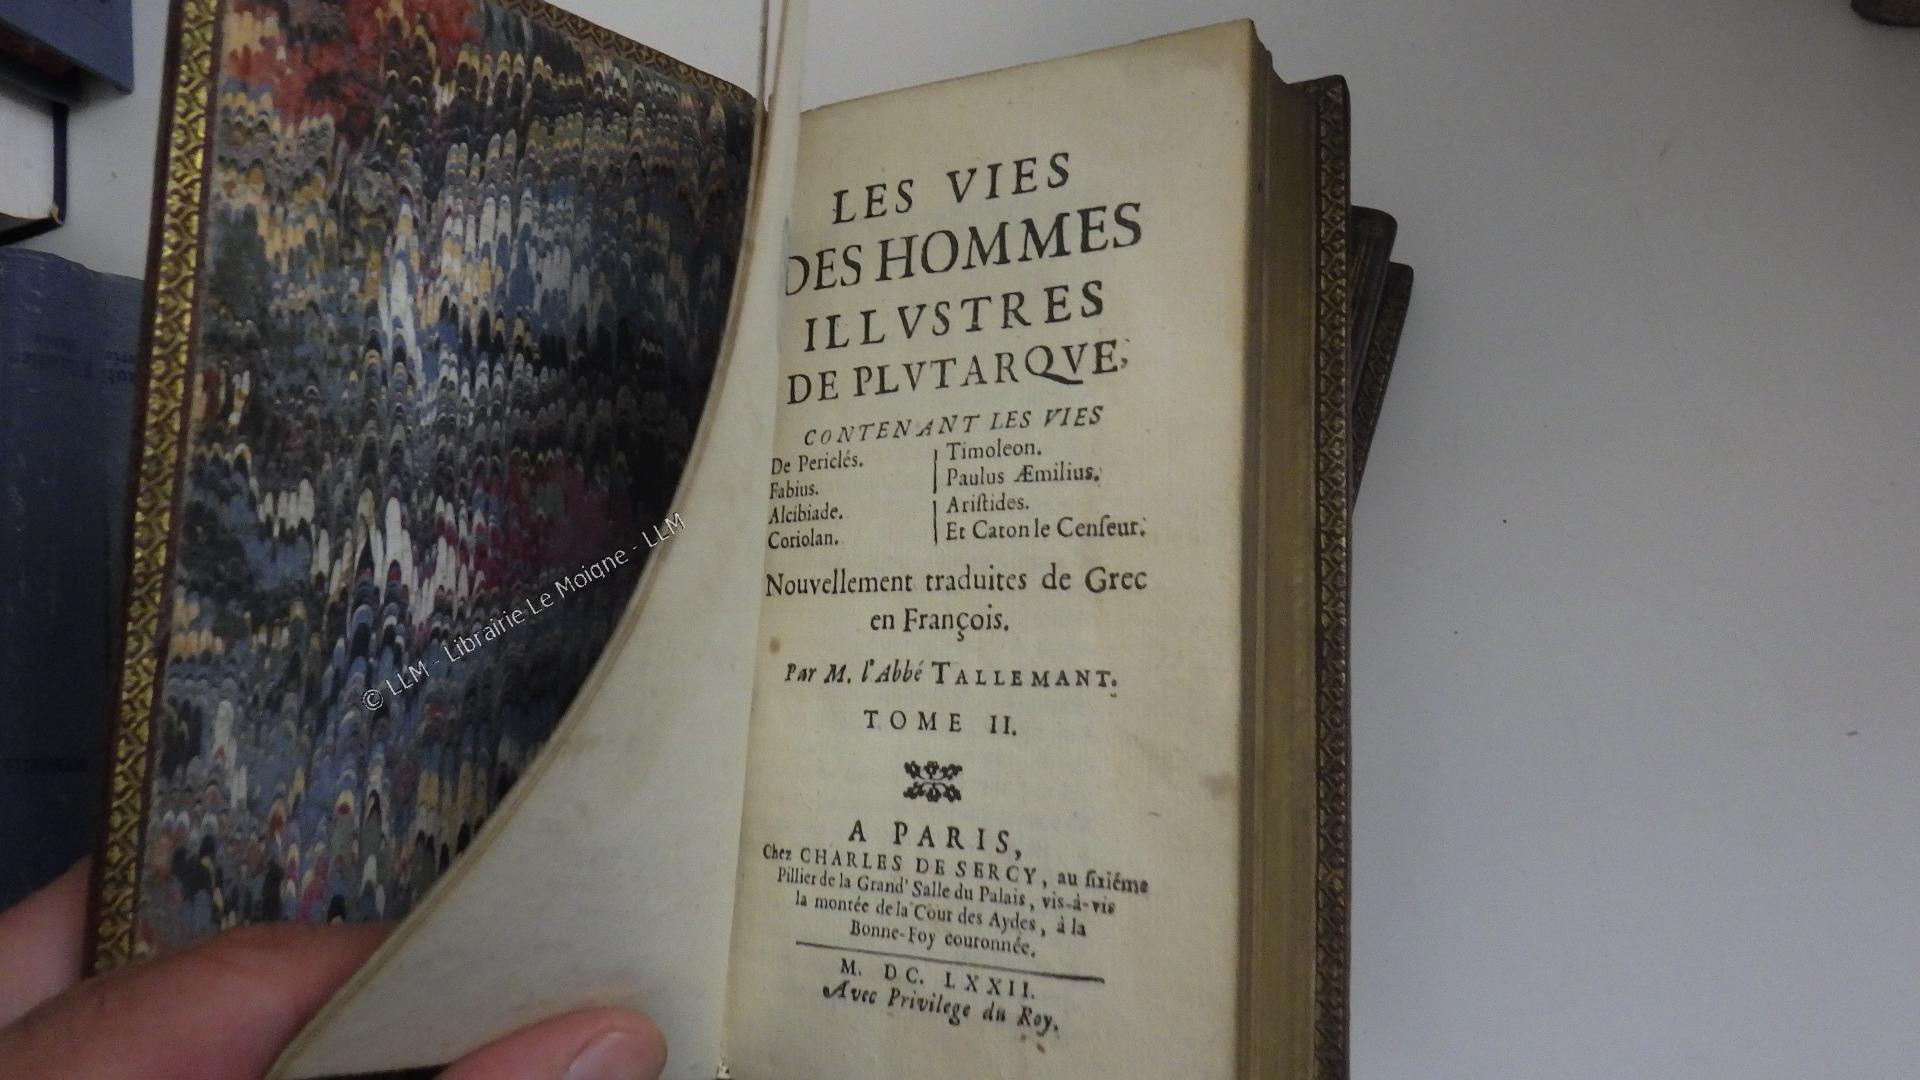 LES VIES
DES HOMMES
ILLVSTRES
DE PLVTARQVE,
CONTENANT LES VIES
De Periclés.
Fabius.
Alcibiade.
Coriolan.
Timoleon.
Paulus Æmilius.
Ariſtides.
Et Caton le Cenſeur.
Nouvellement traduites de Grec
en François.
Par M. l'Abbé TALLEMANT.
TOME II.
A PARIS,
Chez CHARLES DE SERCY, au ſixiéme
Pillier de la Grand' Salle du Palais, vis-à-vis
la montée de la Cour des Aydes, à la
Bonne-Foy couronnée.
M. DC. LXXII.
Avec Privilege du Roy.
© LLM - Librairie Le Moigne - LLM